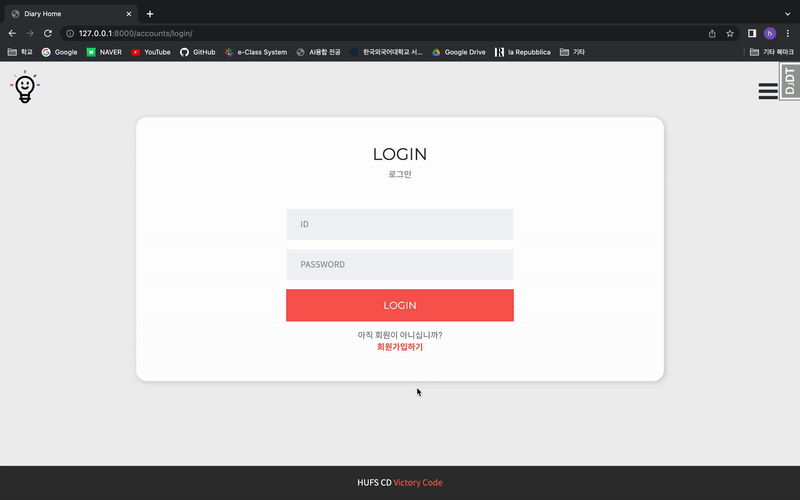 Diary Home
127.0.0.1:8000/accounts/login/
학교
Google
NAVER
YouTube
GitHub
e-Class System
AI융합 전공
한국외국어대학교 서...
Google Drive
la Repubblica
기타
기타 북마크
DJDT
LOGIN
로그인
ID
PASSWORD
LOGIN
아직 회원이 아니십니까?
회원가입하기
HUFS CD Victory Code